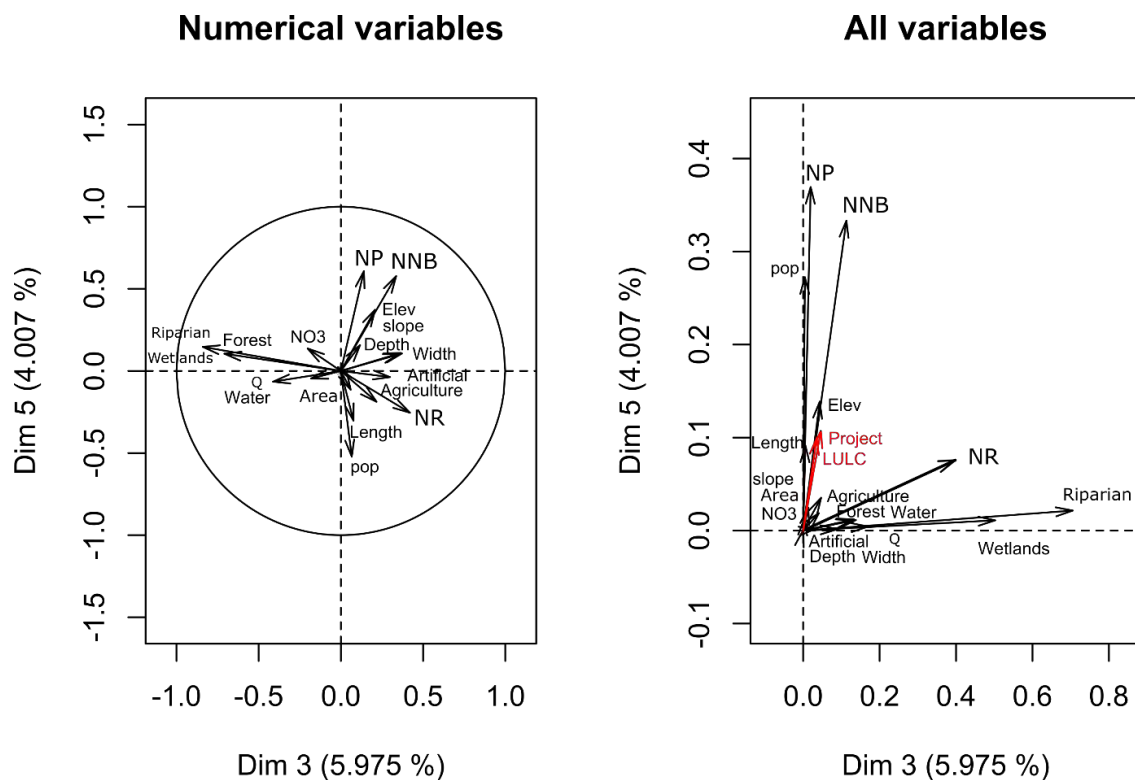 Numerical variables
1.5
1.0
0.5
0.0
-0.5
-1.0
-1.5
Dim 5 (4.007 %)
NP NNB
Elev
slope
Riparian Forest NO3 Depth Width
Wetlands
Q Artificial
Water Area Agriculture
NR
Length
pop
-1.0 -0.5 0.0 0.5 1.0
Dim 3 (5.975 %)
All variables
0.4
0.3
0.2
0.1
0.0
-0.1
Dim 5 (4.007 %)
NP
NNB
pop
Elev
Project
Length LULC
NR
slope
Area Agriculture Riparian
NO3 Forest Water
Artificial Q
Depth Width Wetlands
0.0 0.2 0.4 0.6 0.8
Dim 3 (5.975 %)